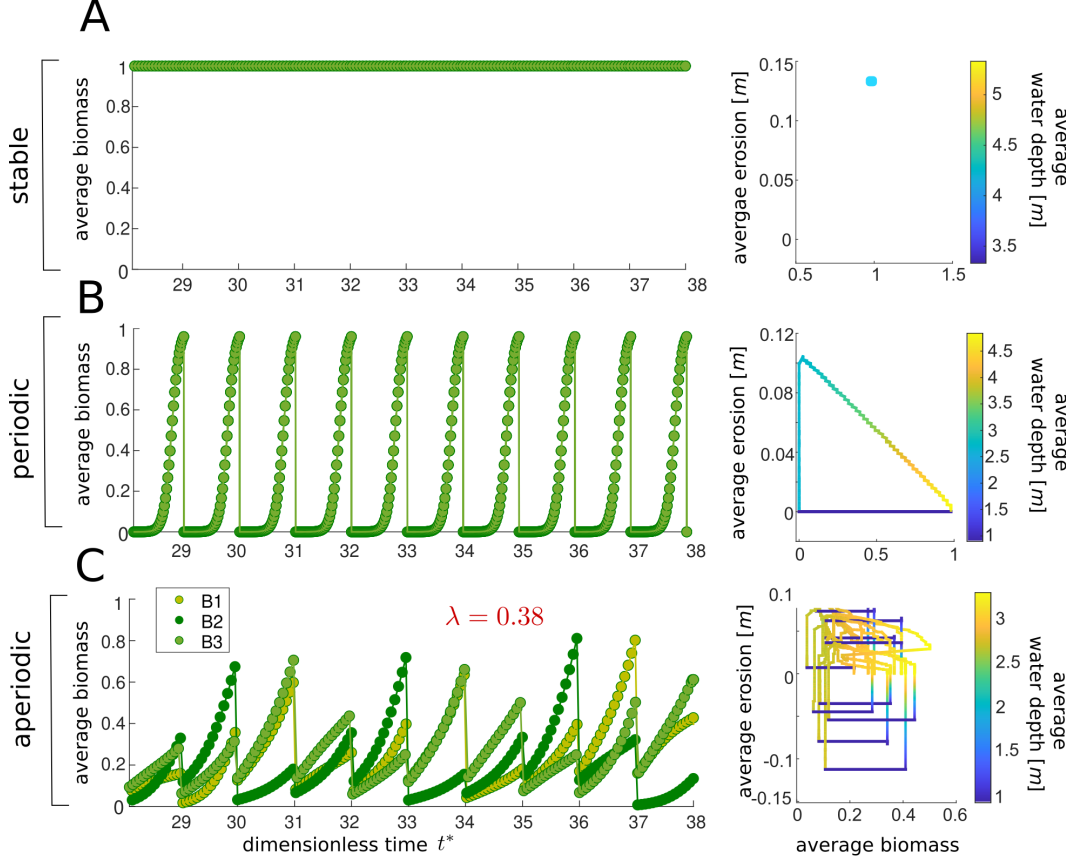 A
stable
average biomass
1
0.8
0.6
0.4
0.2
0
29 30 31 32 33 34 35 36 37 38
avergae erosion [m]
0.15
0.1
0.05
0
0.5 1 1.5
5
4.5
4
3.5
average
water depth [m]
B
periodic
average biomass
1
0.8
0.6
0.4
0.2
0
29 30 31 32 33 34 35 36 37 38
average erosion [m]
0.12
0.08
0.04
0
0 0.5 1
4.5
4
3.5
3
2.5
2
1.5
1
average
water depth [m]
C
aperiodic
average biomass
1
0.8
0.6
0.4
0.2
0
B1
B2
B3
λ = 0.38
29 30 31 32 33 34 35 36 37 38
dimensionless time t*
average erosion [m]
0.1
0
-0.1
-0.15
0 0.2 0.4 0.6
average biomass
3
2.5
2
1.5
1
average
water depth [m]